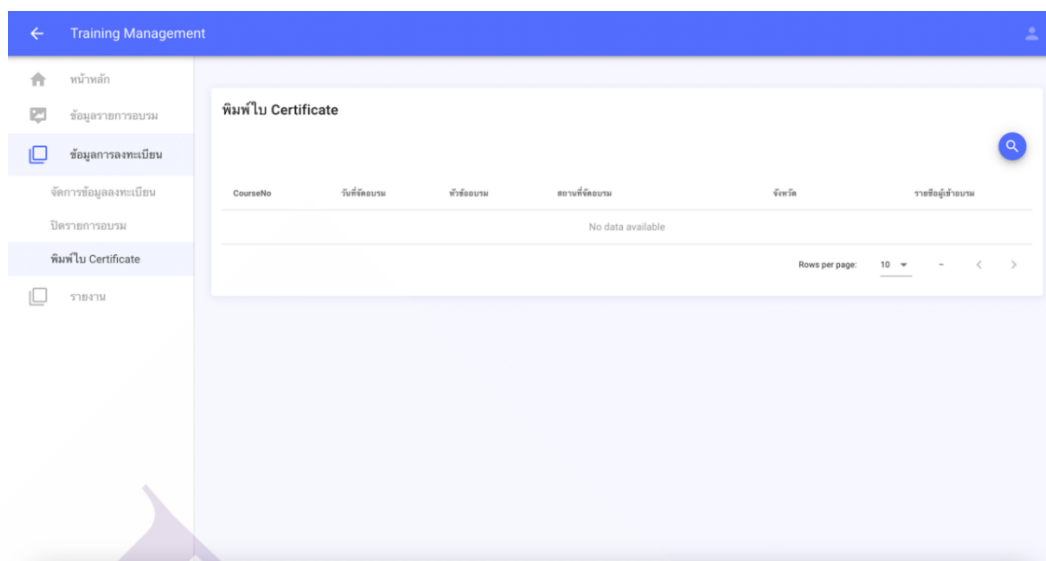 Training Management
หน้าหลัก
ข้อมูลรายการอบรม
ข้อมูลการลงทะเบียน
จัดการข้อมูลลงทะเบียน
ปิดรายการอบรม
พิมพ์ใบ Certificate
รายงาน
พิมพ์ใบ Certificate
CourseNo วันที่จัดอบรม หัวข้ออบรม สถานที่จัดอบรม จังหวัด รายชื่อผู้เข้าอบรม
No data available
Rows per page: 10 –